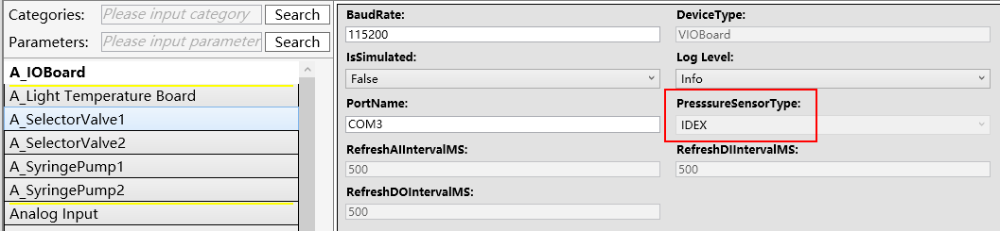 Categories: Please input category Search
Parameters: Please input parameter Search
A_IOBoard
A_Light Temperature Board
A_SelectorValve1
A_SelectorValve2
A_SyringePump1
A_SyringePump2
Analog Input
BaudRate: DeviceType:
115200 VIOBoard
IsSimulated: Log Level:
False Info
PortName: PresssureSensorType:
COM3 IDEX
RefreshAIIntervalMS: RefreshDIIntervalMS:
500 500
RefreshDOIntervalMS:
500